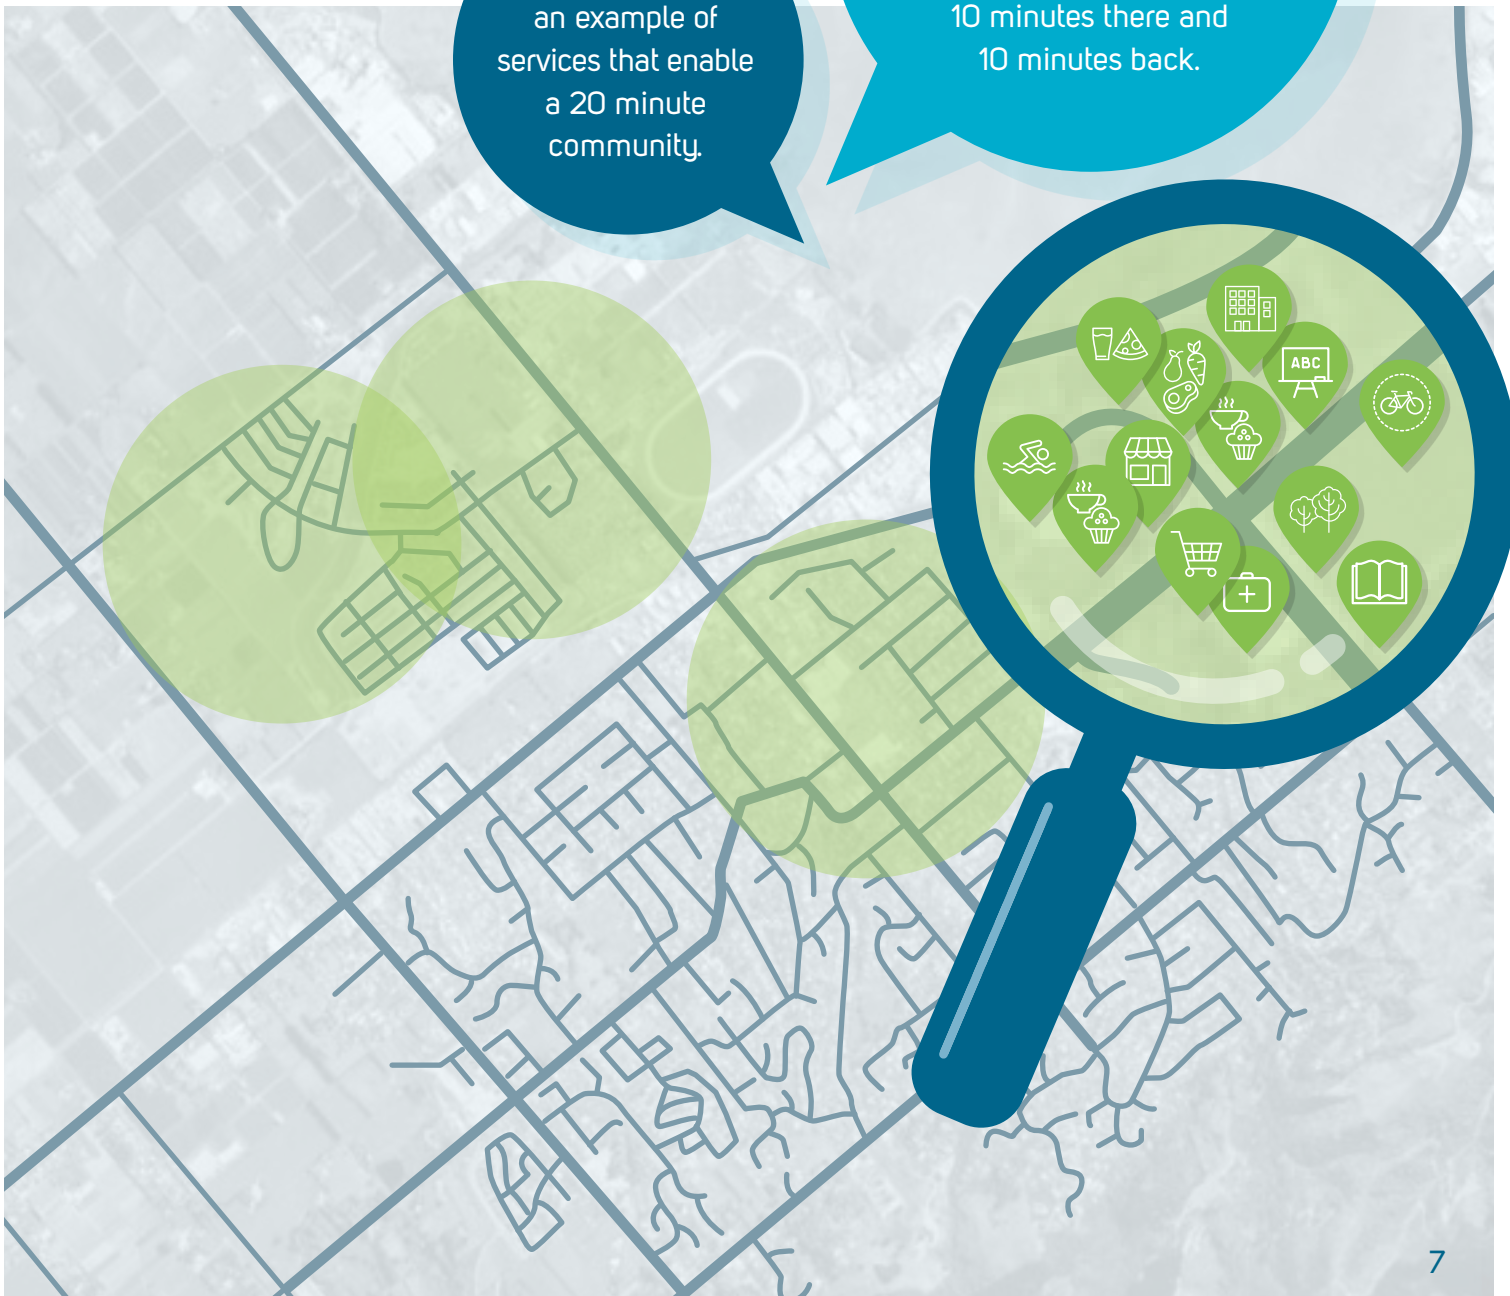 an example of
services that enable
a 20 minute
community.
10 minutes there and
10 minutes back.
ABC
7